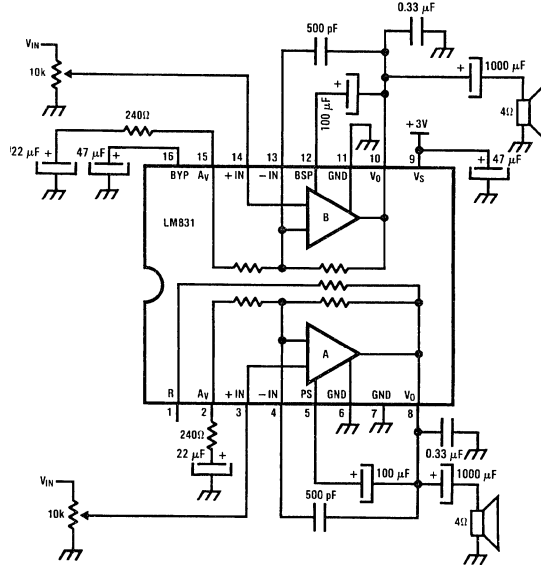 0.33 µF
500 pF
VIN
10k
1000 µF
+
100 µF
+
4Ω
240Ω
22 µF +
47 µF +
+3V
+
47 µF
16 15 14 13 12 11 10 9
BYP AV +IN −IN BSP GND VO VS
B
LM831
A
R AV +IN −IN PS GND GND VO
1 2 3 4 5 6 7 8
240Ω
22 µF +
0.33 µF
+ 100 µF
+ 1000 µF
500 pF
VIN
10k
4Ω